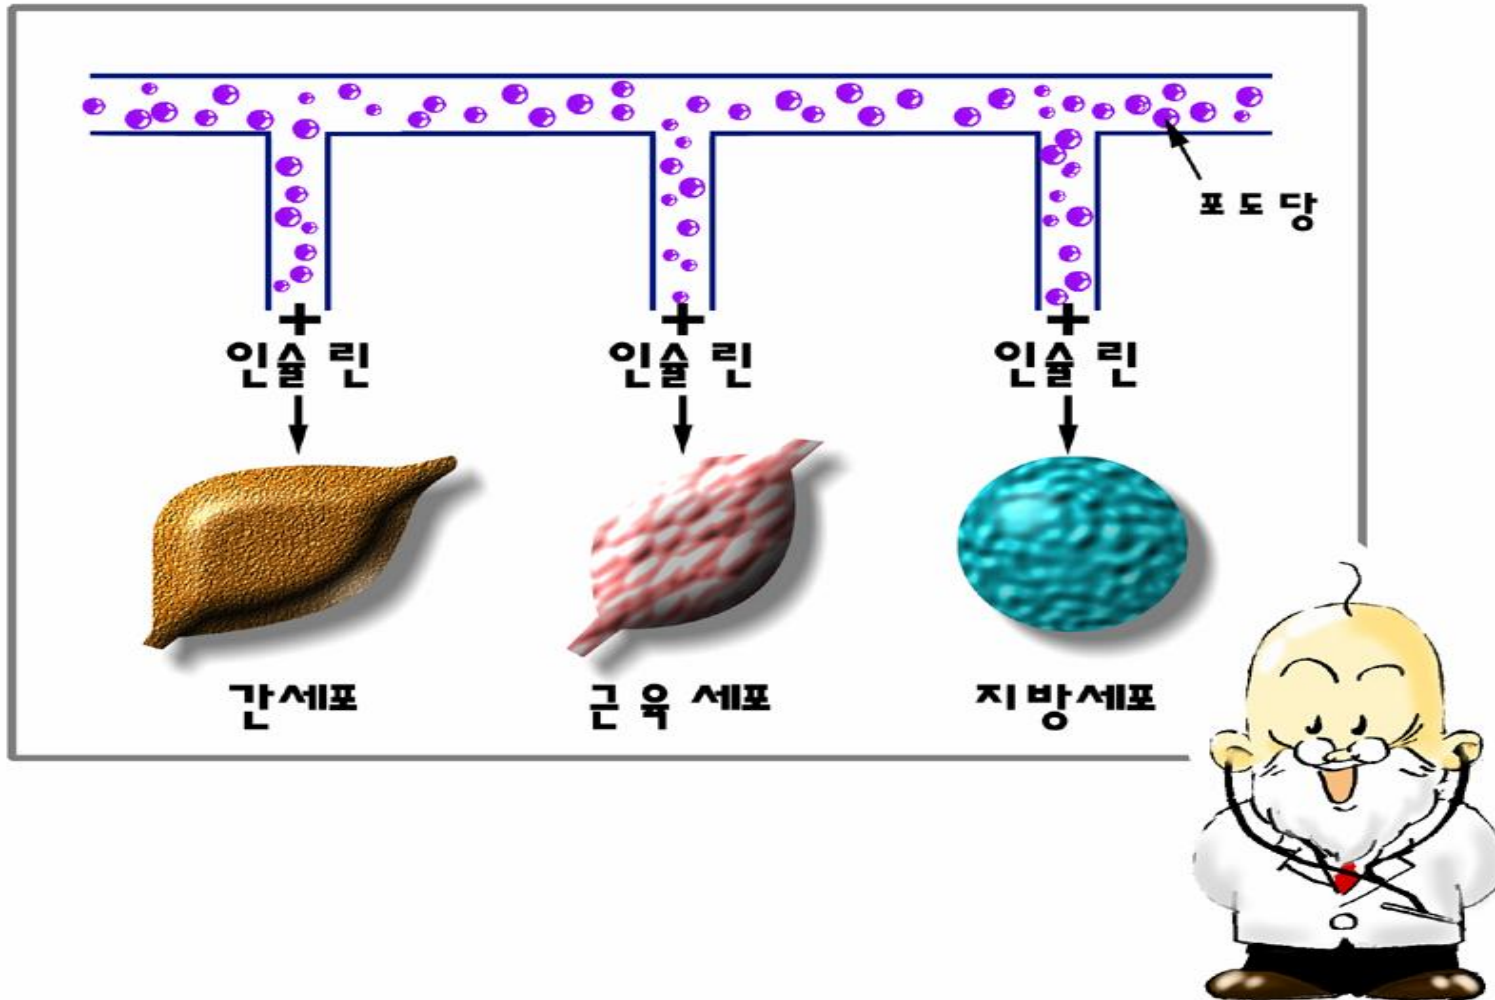 포도당
+ + +
인슐린 인슐린 인슐린
간세포 근육세포 지방세포